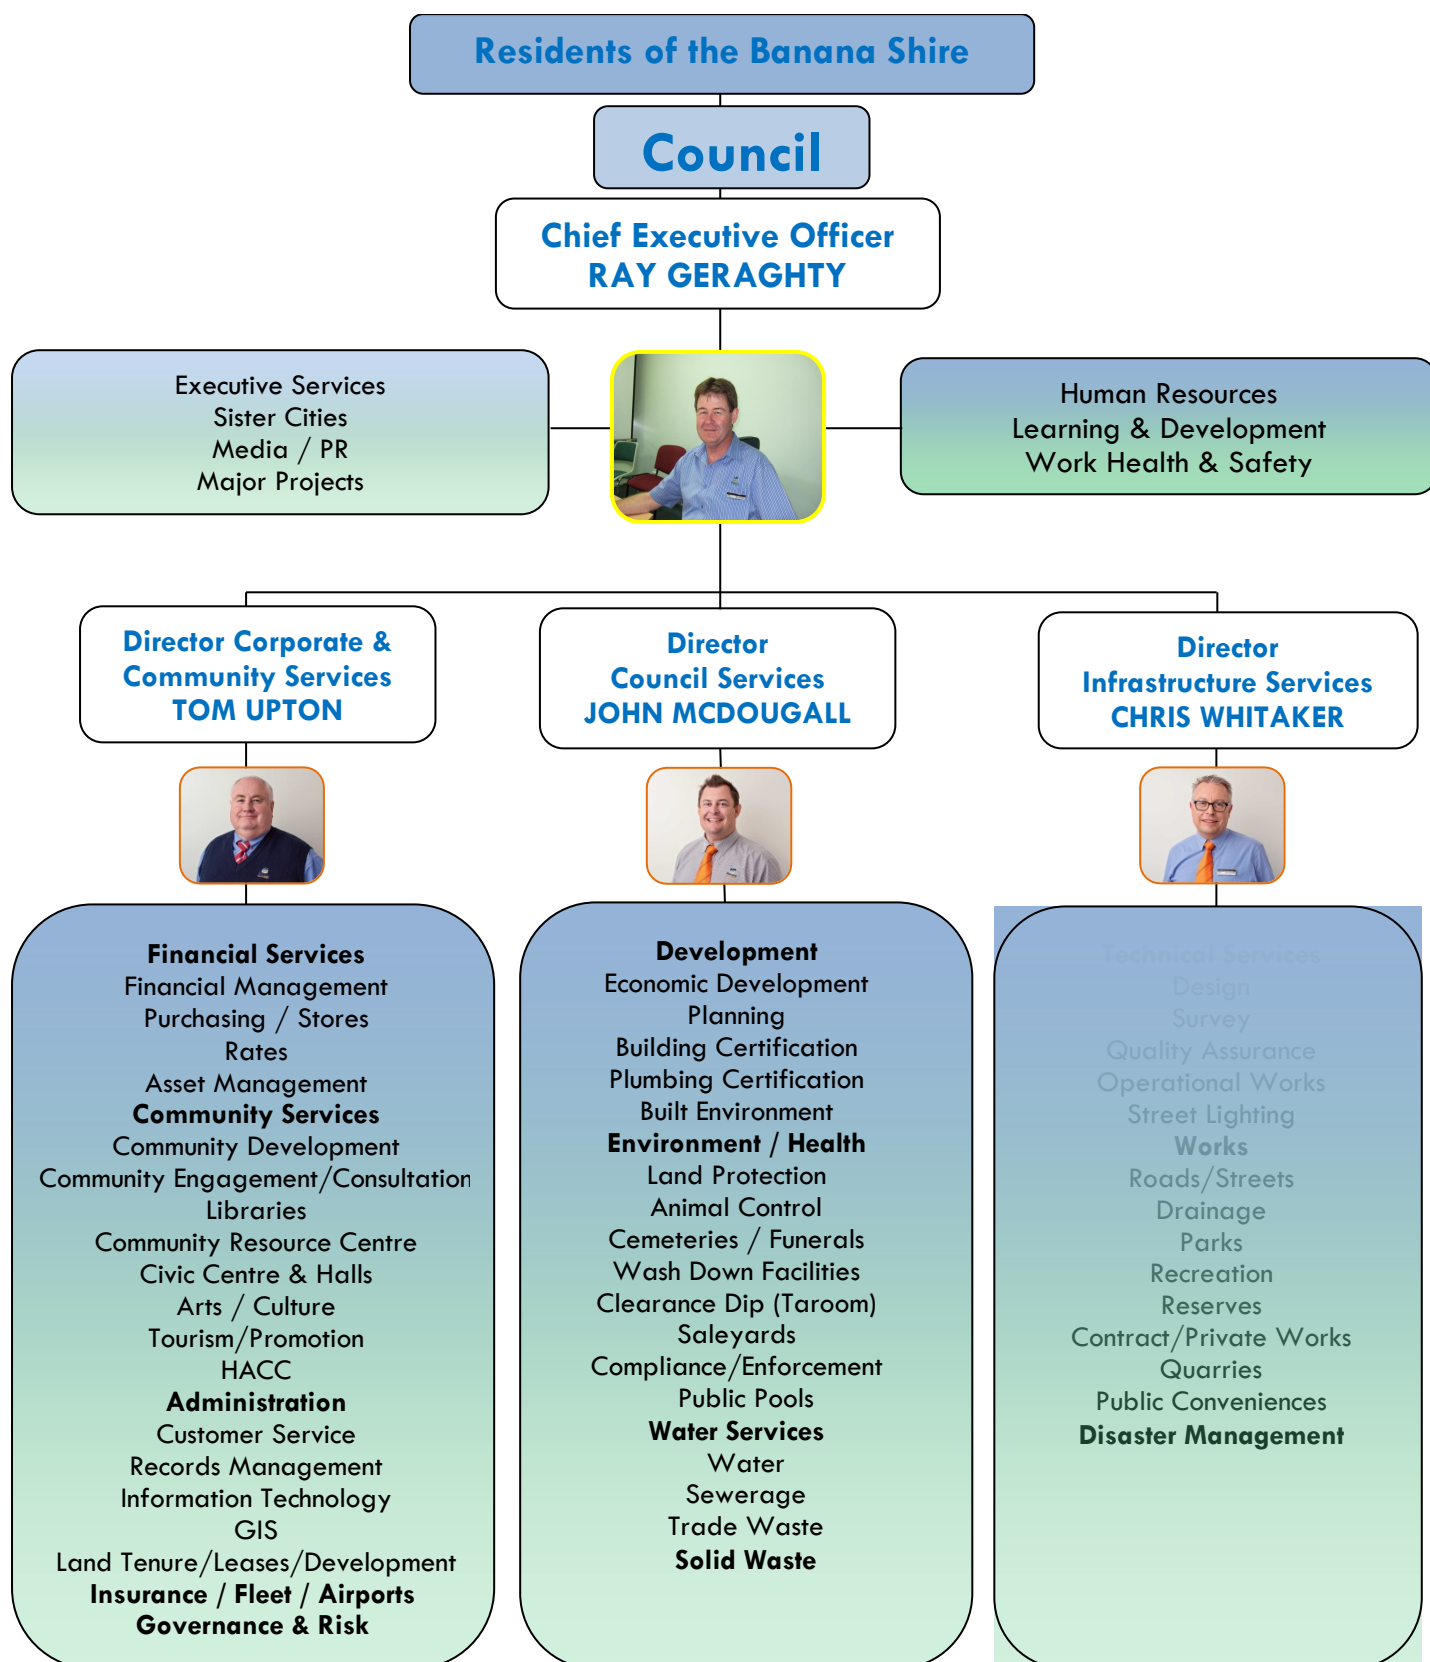 Residents of the Banana Shire
Council
Chief Executive Officer
RAY GERAGHTY
Executive Services
Sister Cities
Media / PR
Major Projects
Human Resources
Learning & Development
Work Health & Safety
Director Corporate &
Community Services
TOM UPTON
Director
Council Services
JOHN MCDOUGALL
Director
Infrastructure Services
CHRIS WHITAKER
Financial Services
Financial Management
Purchasing / Stores
Rates
Asset Management
Community Services
Community Development
Community Engagement/Consultation
Libraries
Community Resource Centre
Civic Centre & Halls
Arts / Culture
Tourism/Promotion
HACC
Administration
Customer Service
Records Management
Information Technology
GIS
Land Tenure/Leases/Development
Insurance / Fleet / Airports
Governance & Risk
Development
Economic Development
Planning
Building Certification
Plumbing Certification
Built Environment
Environment / Health
Land Protection
Animal Control
Cemeteries / Funerals
Wash Down Facilities
Clearance Dip (Taroom)
Saleyards
Compliance/Enforcement
Public Pools
Water Services
Water
Sewerage
Trade Waste
Solid Waste
Technical Services
Design
Survey
Quality Assurance
Operational Works
Street Lighting
Works
Roads/Streets
Drainage
Parks
Recreation
Reserves
Contract/Private Works
Quarries
Public Conveniences
Disaster Management